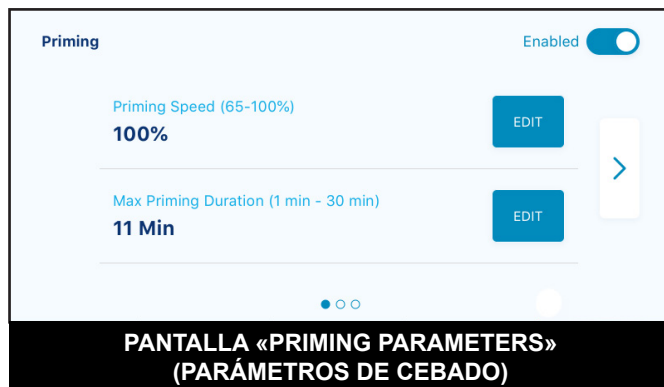 Priming
Enabled
Priming Speed (65-100%)
100%
EDIT
Max Priming Duration (1 min - 30 min)
11 Min
EDIT
PANTALLA «PRIMING PARAMETERS»
(PARÁMETROS DE CEBADO)